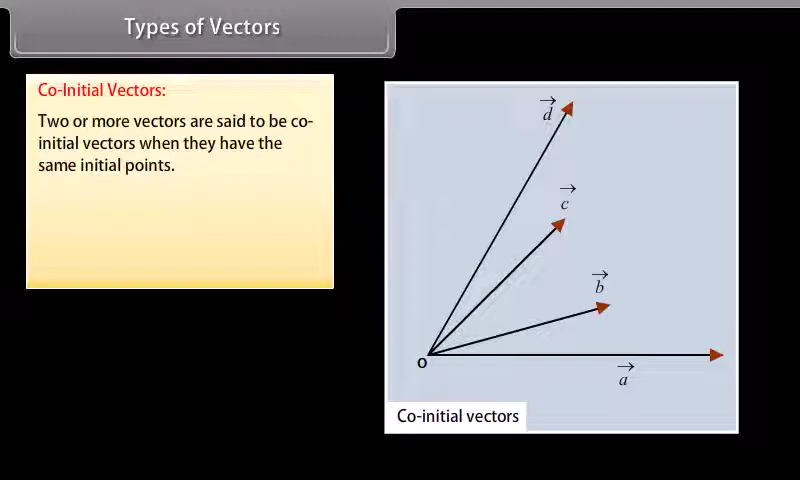 Types of Vectors
Co-Initial Vectors:
Two or more vectors are said to be co-
initial vectors when they have the
same initial points.
d
c
b
O
a
Co-initial vectors